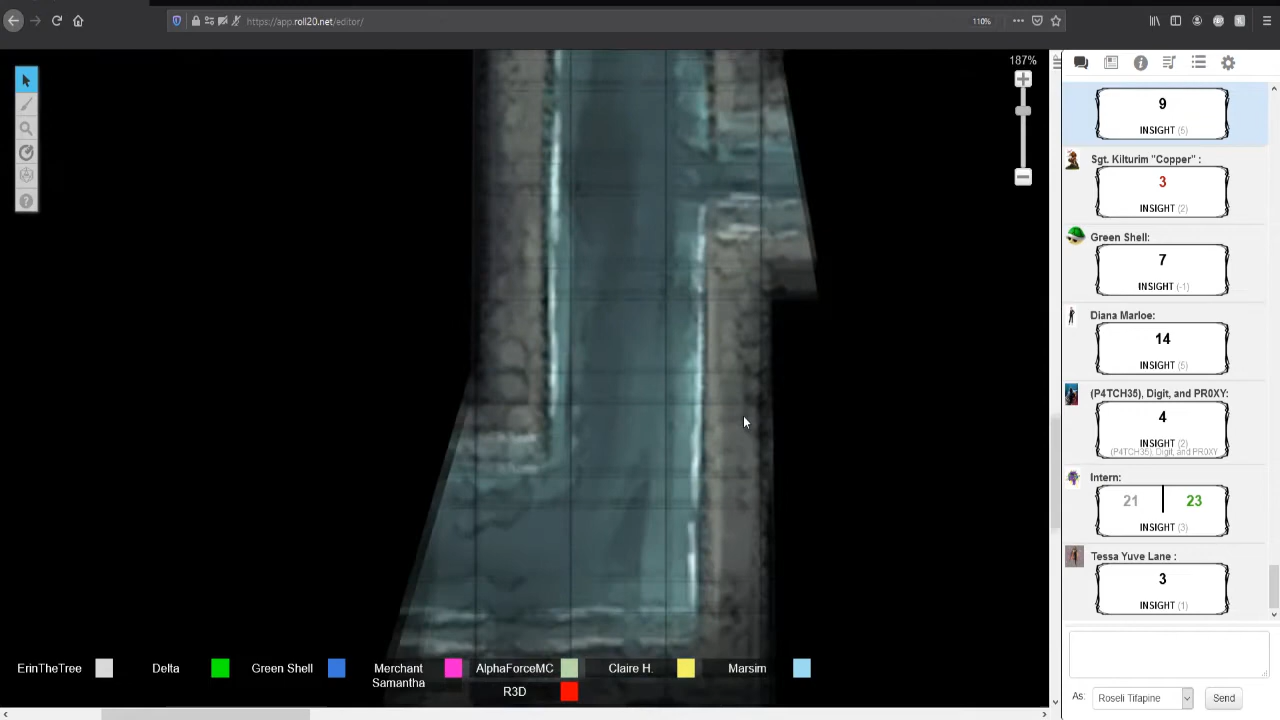 https://app.roll20.net/editor/
110%
187%
9
INSIGHT (5)
Sgt. Kilturim "Copper" :
3
INSIGHT (2)
Green Shell:
7
INSIGHT (-1)
Diana Marloe:
14
INSIGHT (5)
(P4TCH35), Digit, and PR0XY:
4
INSIGHT (2)
(P4TCH35), Digit, and PR0XY
Intern:
21 23
INSIGHT (3)
Tessa Yuve Lane :
3
INSIGHT (1)
ErinTheTree
Delta
Green Shell
Merchant
Samantha
AlphaForceMC
Claire H.
Marsim
R3D
As:
Roseli Tifapine
Send